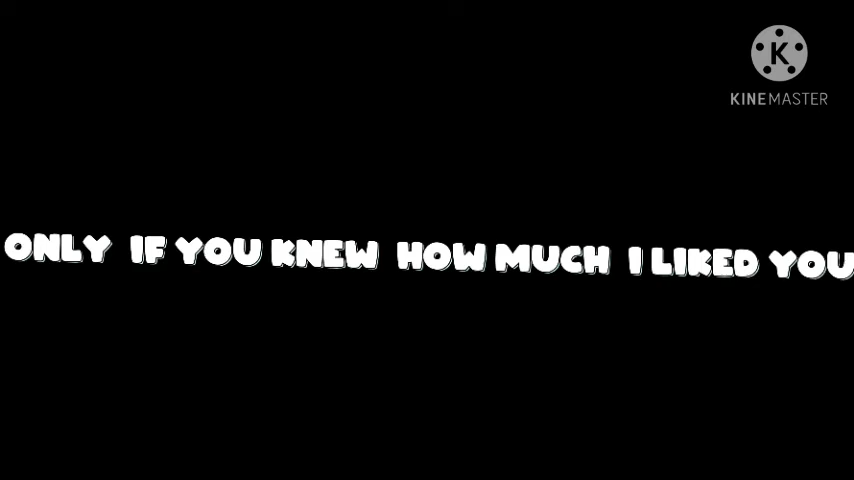 K
KINEMASTER
ONLY IF YOU KNEW HOW MUCH I LIKED YOU